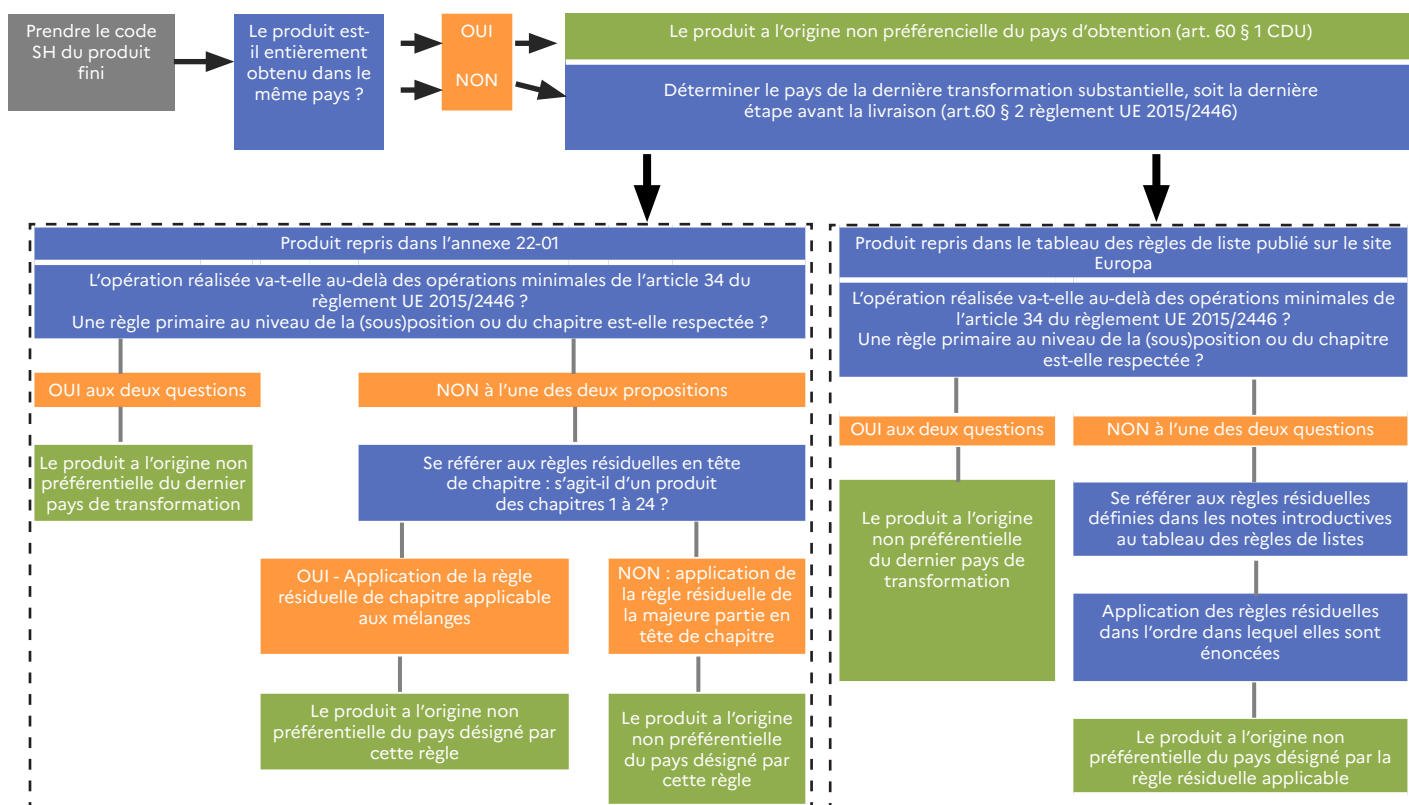 Prendre le code
SH du produit
fini
Le produit est-
il entièrement
obtenu dans le
même pays ?
OUI
NON
Le produit a l'origine non préférencielle du pays d'obtention (art. 60 § 1 CDU)
Déterminer le pays de la dernière transformation substantielle, soit la dernière
étape avant la livraison (art.60 § 2 règlement UE 2015/2446)
Produit repris dans l'annexe 22-01
L'opération réalisée va-t-elle au-delà des opérations minimales de l'article 34 du
règlement UE 2015/2446 ?
Une règle primaire au niveau de la (sous)position ou du chapitre est-elle respectée ?
OUI aux deux questions
NON à l'une des deux propositions
Le produit a l'origine non
préférentielle du dernier
pays de transformation
Se référer aux règles résiduelles en tête
de chapitre : s'agit-il d'un produit
des chapitres 1 à 24 ?
OUI - Application de la règle
résiduelle de chapitre applicable
aux mélanges
NON : application de
la règle résiduelle de
la majeure partie en
tête de chapitre
Le produit a l'origine non
préférentielle du pays désigné par
cette règle
Le produit a l'origine
non préférentielle
du pays désigné par
cette règle
Produit repris dans le tableau des règles de liste publié sur le site
Europa
L'opération réalisée va-t-elle au-delà des opérations minimales de
l'article 34 du règlement UE 2015/2446 ?
Une règle primaire au niveau de la (sous)position ou du chapitre
est-elle respectée ?
OUI aux deux questions
NON à l'une des deux questions
Le produit a l'origine
non préférentielle
du dernier pays de
transformation
Se référer aux règles résiduelles
définies dans les notes introductives
au tableau des règles de listes
Application des règles résiduelles
dans l'ordre dans lequel elles sont
énoncées
Le produit a l'origine non
préférentielle du pays désigné par la
règle résiduelle applicable